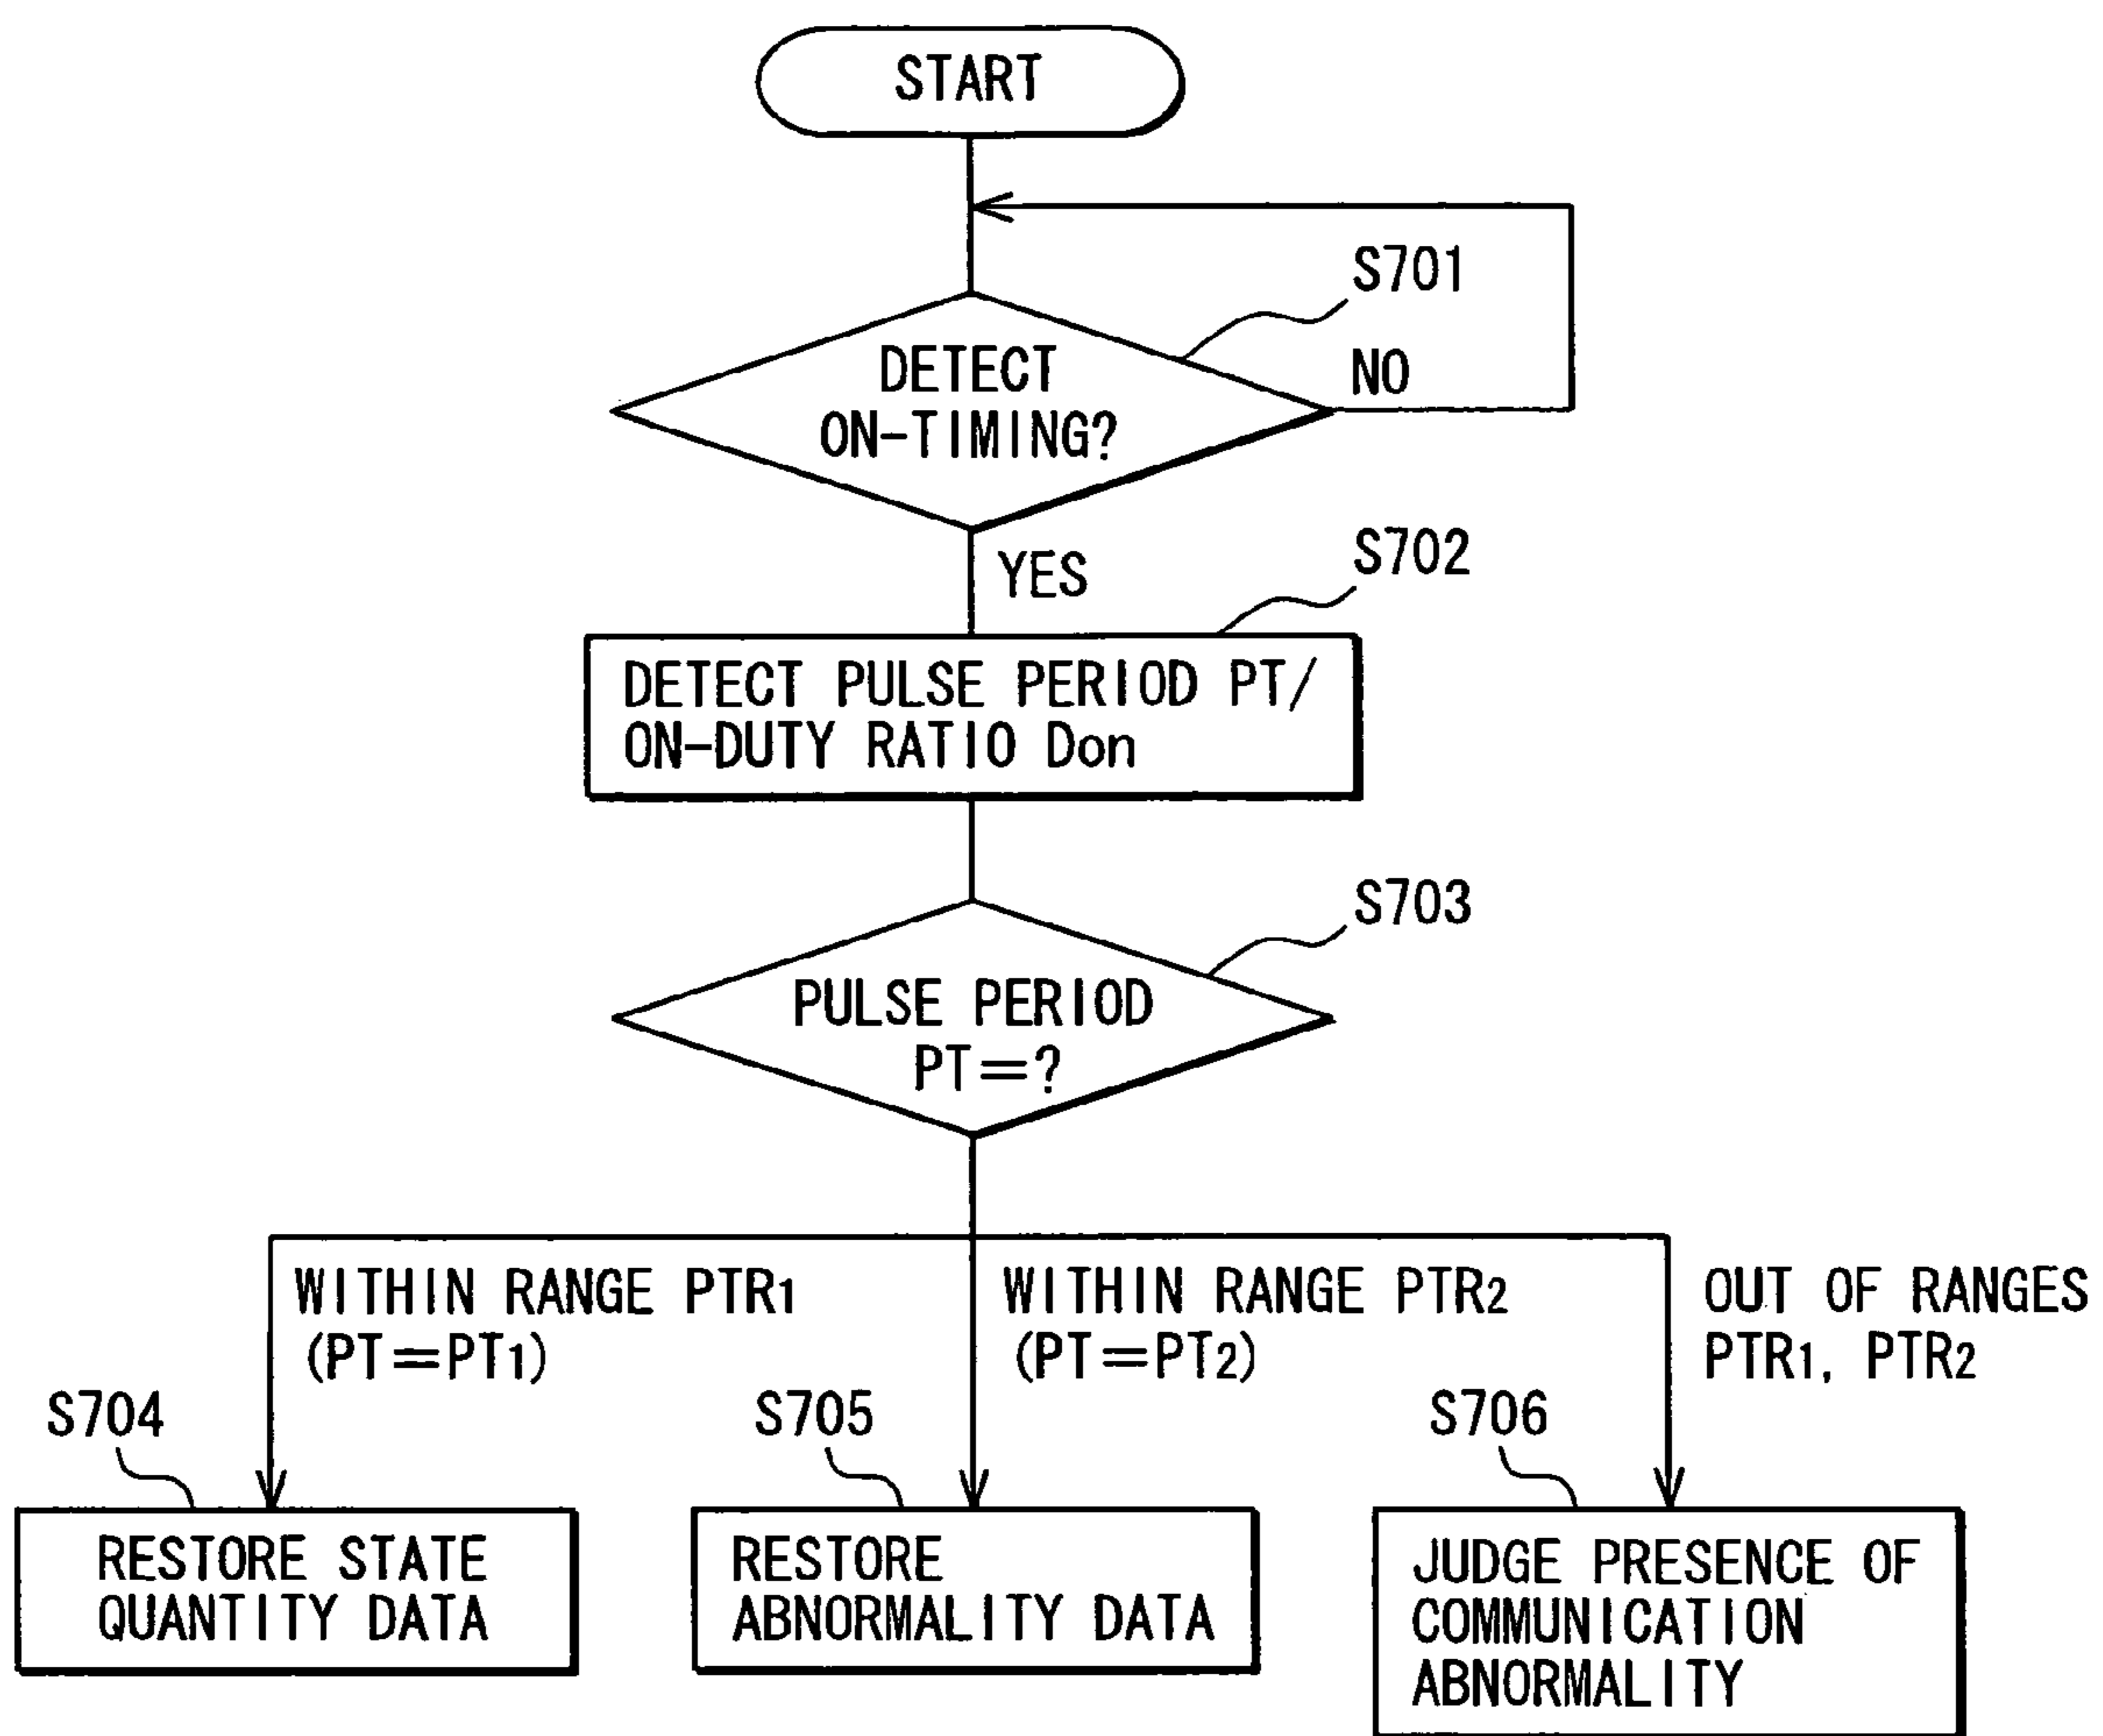 START
S701
DETECT
ON-TIMING?
NO
YES
S702
DETECT PULSE PERIOD PT/
ON-DUTY RATIO Don
S703
PULSE PERIOD
PT=?
WITHIN RANGE PTR1
(PT=PT1)
WITHIN RANGE PTR2
(PT=PT2)
OUT OF RANGES
PTR1, PTR2
S704
S705
S706
RESTORE STATE
QUANTITY DATA
RESTORE
ABNORMALITY DATA
JUDGE PRESENCE OF
COMMUNICATION
ABNORMALITY